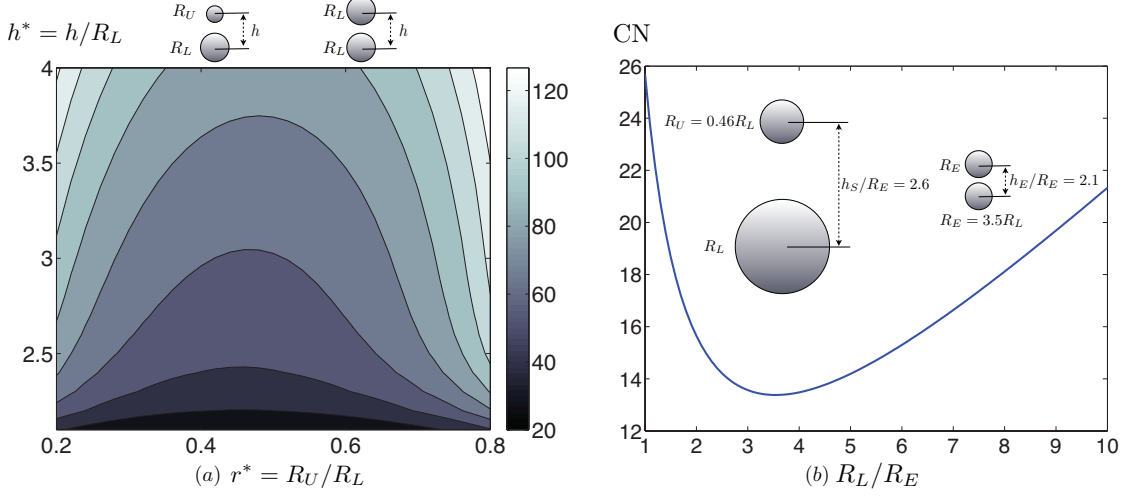 h* = h/R_L
R_U
h
R_L
R_L
h
R_L
4
3.5
3
2.5
0.2
0.4
0.6
0.8
120
100
80
60
40
20
(a) r* = R_U/R_L
CN
26
24
22
20
18
16
14
12
R_U = 0.46R_L
h_S/R_E = 2.6
R_L
R_E
h_E/R_E = 2.1
R_E = 3.5R_L
1
2
3
4
5
6
7
8
9
10
(b) R_L/R_E